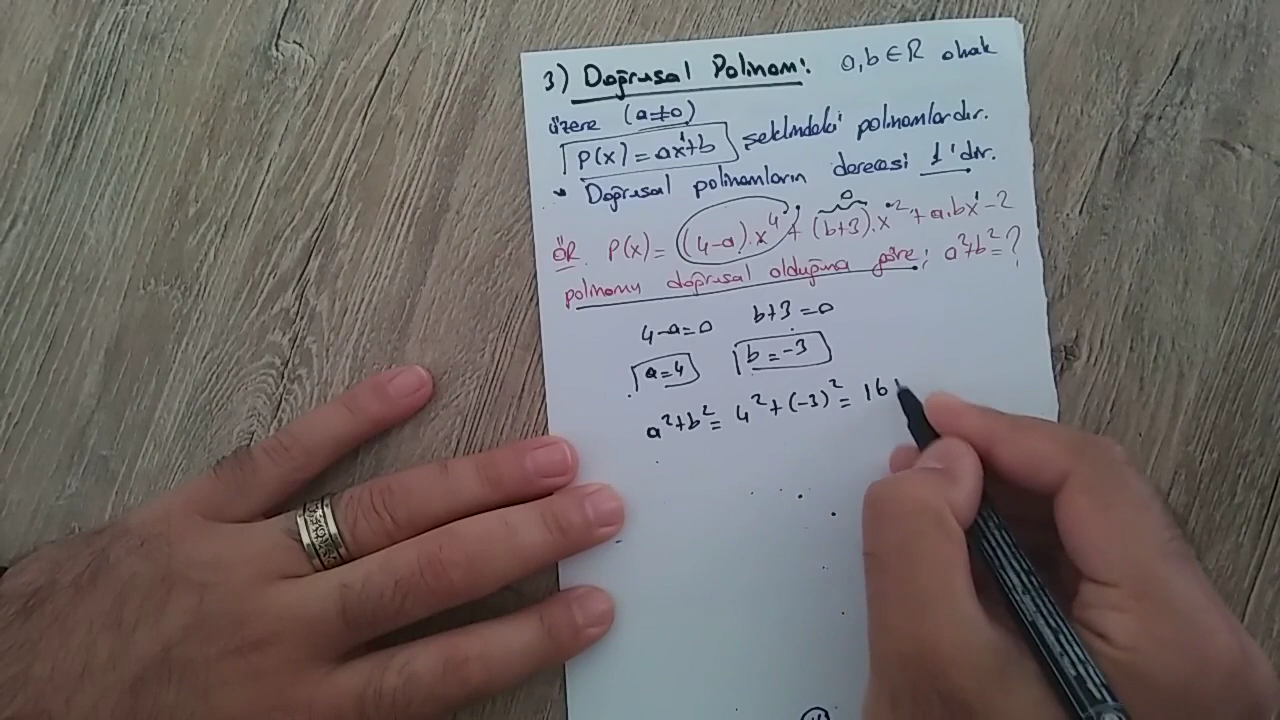 3) Doğrusal Polinom: a,b ∈ R olmak
üzere (a≠0)
P(x) = ax¹+b şeklindeki polinomlardır.
* Doğrusal polinomların derecesi 1'dir.
0
ÖR. P(x) = (4-a).x⁴ + (b+3).x² + a.bx¹-2
polinomu doğrusal olduğuna göre; a²+b²=?
4-a=0 b+3=0
a=4 b=-3
a²+b² = 4²+(-3)² = 16